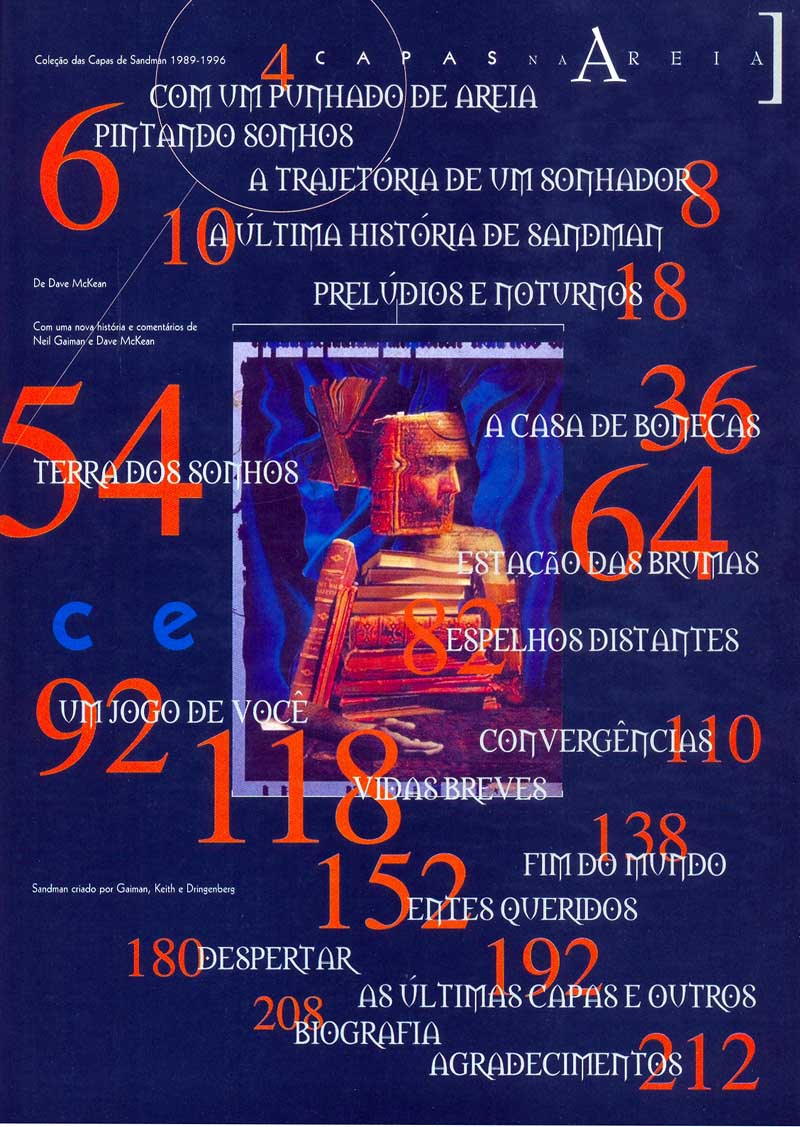 Coleção das Capas de Sandman 1989-1996
CAPAS NA AREIA ]
4 COM UM PUNHADO DE AREIA
6 PINTANDO SONHOS
A TRAJETÓRIA DE UM SONHADOR 8
10 A ÚLTIMA HISTÓRIA DE SANDMAN
De Dave McKean
PRELÚDIOS E NOTURNOS 18
Com uma nova história e comentários de
Neil Gaiman e Dave McKean
A CASA DE BONECAS 36
54 TERRA DOS SONHOS
ESTAÇÃO DAS BRUMAS 64
c e
82 ESPELHOS DISTANTES
92 UM JOGO DE VOCÊ
CONVERGÊNCIAS 110
118 VIDAS BREVES
138 FIM DO MUNDO
Sandman criado por Gaiman, Keith e Dringenberg
152 ENTES QUERIDOS
180 DESPERTAR
192 AS ÚLTIMAS CAPAS E OUTROS
208 BIOGRAFIA
AGRADECIMENTOS 212